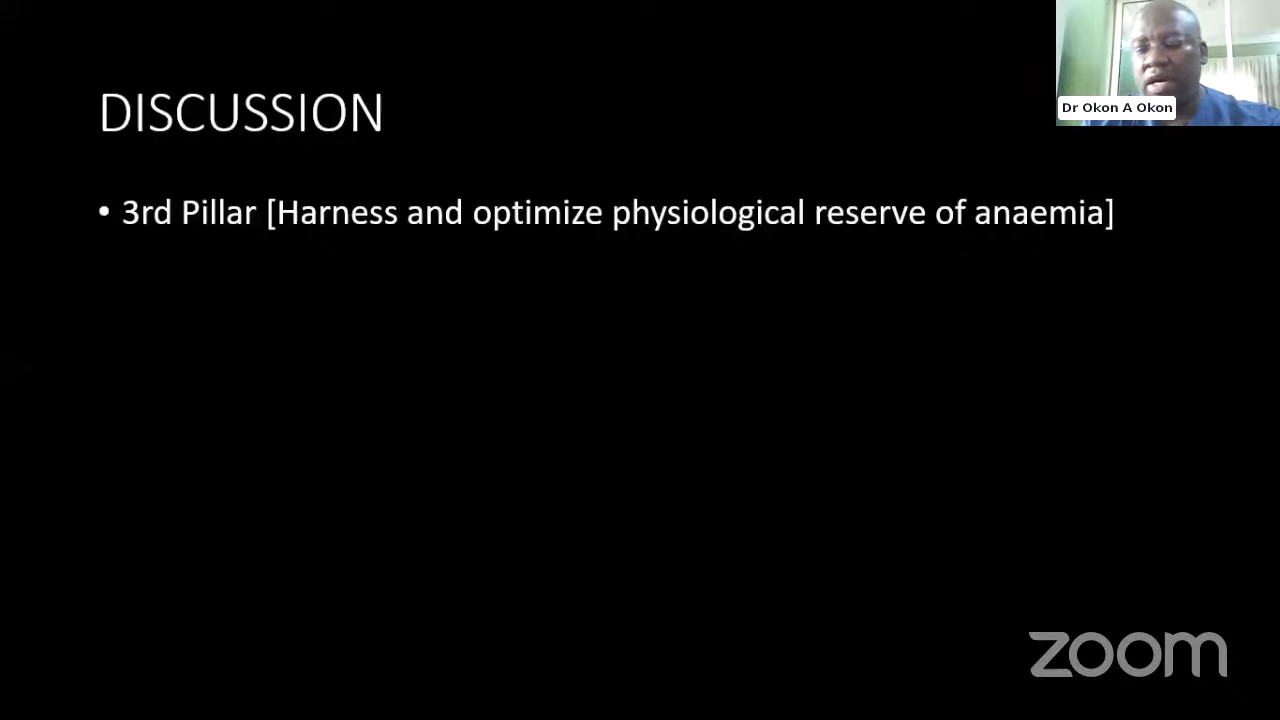 DISCUSSION
Dr Okon A Okon
• 3rd Pillar [Harness and optimize physiological reserve of anaemia]
zoom